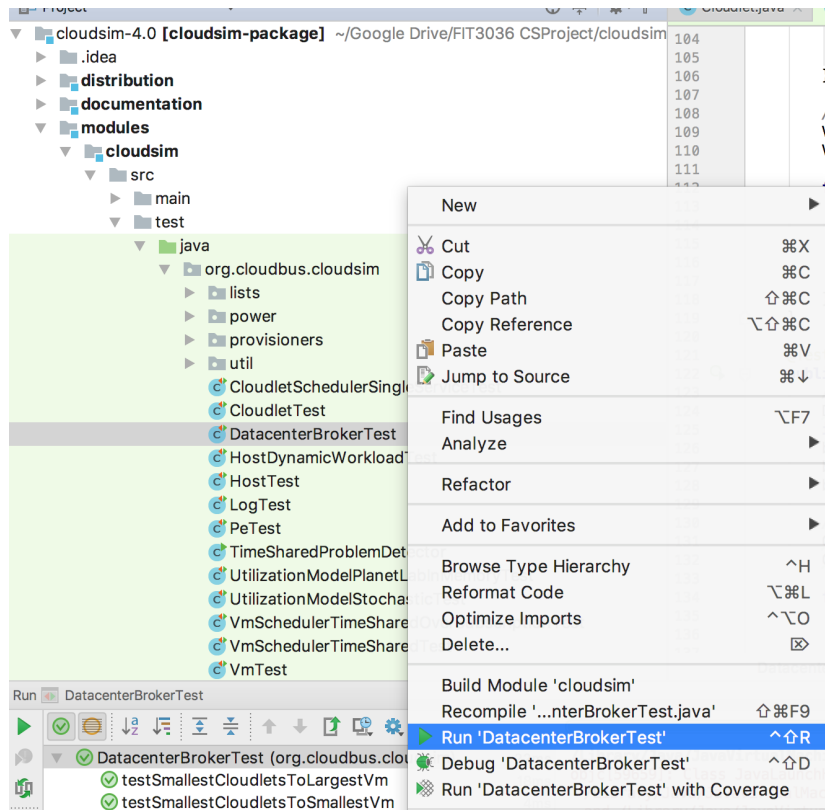 Project
Cloudlet.java
cloudsim-4.0 [cloudsim-package] ~/Google Drive/FIT3036 CSProject/cloudsim
.idea
distribution
documentation
modules
cloudsim
src
main
test
java
org.cloudbus.cloudsim
lists
power
provisioners
util
CloudletSchedulerSingle
CloudletTest
DatacenterBrokerTest
HostDynamicWorkloadTest
HostTest
LogTest
PeTest
TimeSharedProblemDetector
UtilizationModelPlanetLab
UtilizationModelStochastic
VmSchedulerTimeShared
VmSchedulerTimeShared
VmTest
104
105
106
107
108
109
110
111
New
Cut ⌘X
Copy ⌘C
Copy Path ⇧⌘C
Copy Reference ⌥⇧⌘C
Paste ⌘V
Jump to Source ⌘↓
Find Usages ⌥F7
Analyze
Refactor
Add to Favorites
Browse Type Hierarchy ^H
Reformat Code ⌥⌘L
Optimize Imports ^⌥O
Delete... ⌦
Build Module 'cloudsim'
Recompile '...nterBrokerTest.java' ⇧⌘F9
Run 'DatacenterBrokerTest' ^⇧R
Debug 'DatacenterBrokerTest' ^⇧D
Run 'DatacenterBrokerTest' with Coverage
Run DatacenterBrokerTest
DatacenterBrokerTest (org.cloudbus.clou
testSmallestCloudletsToLargestVm
testSmallestCloudletsToSmallestVm